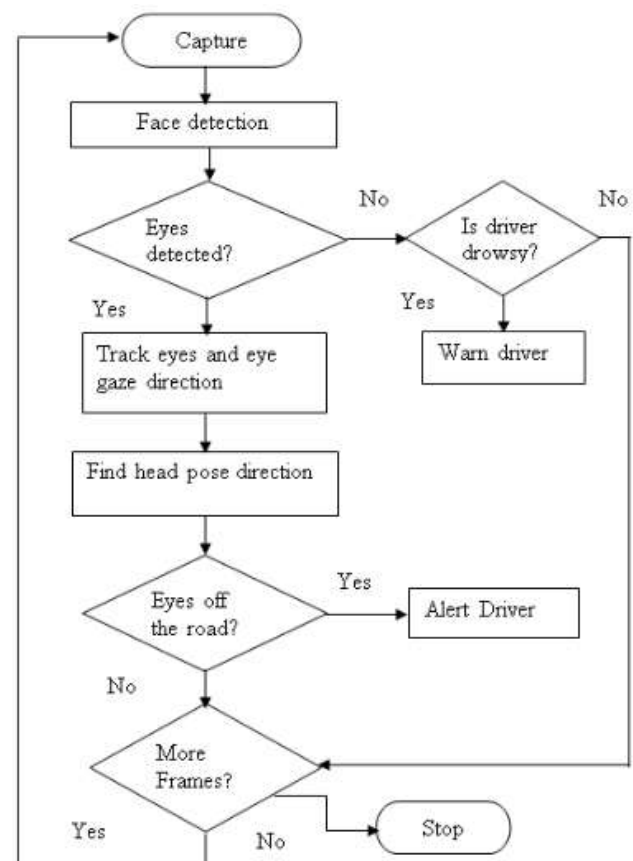 Capture
Face detection
No
No
Eyes
detected?
Is driver
drowsy?
Yes
Yes
Track eyes and eye
gaze direction
Warn driver
Find head pose direction
Yes
Eyes off
the road?
Alert Driver
No
More
Frames?
Yes
No
Stop